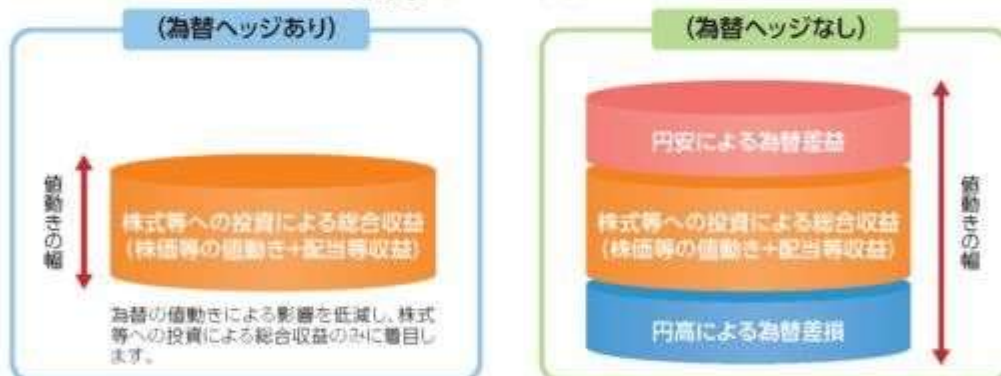 (為替ヘッジあり)
値動きの幅
株式等への投資による総合収益
(株価等の値動き+配当等収益)
為替の値動きによる影響を低減し、株式
等への投資による総合収益のみに着目し
ます。
(為替ヘッジなし)
円安による為替差益
株式等への投資による総合収益
(株価等の値動き+配当等収益)
円高による為替差損
値動きの幅